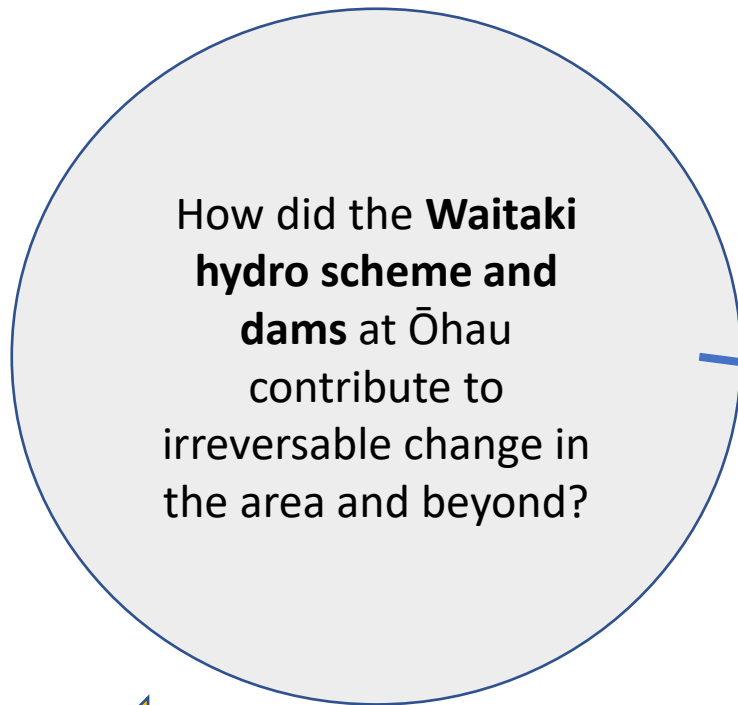 How did the Waitaki
hydro scheme and
dams at Ōhau
contribute to
irreversable change in
the area and beyond?